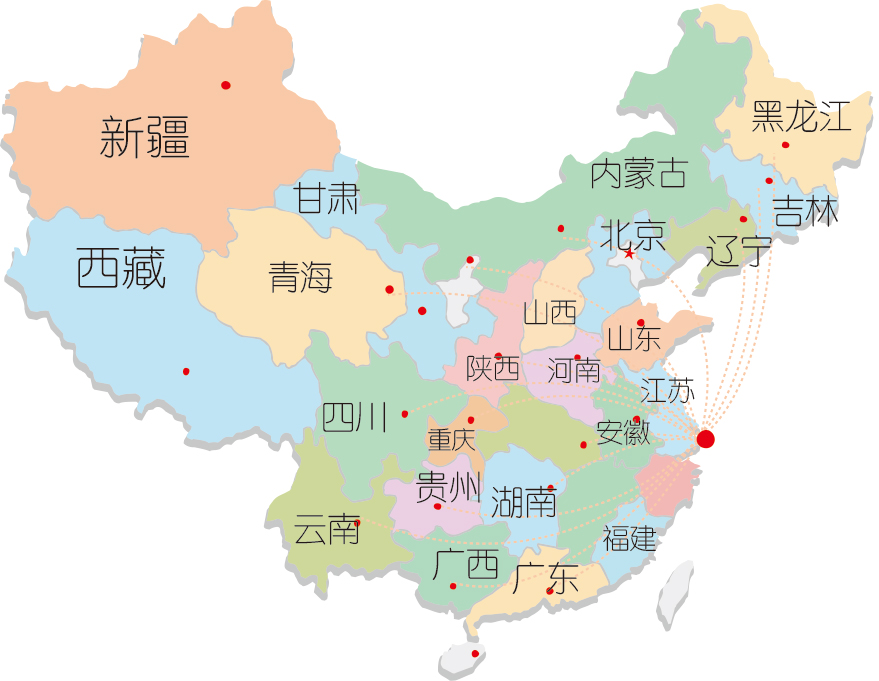 黑龙江
新疆
内蒙古
甘肃
吉林
北京
辽宁
西藏
青海
山西
山东
陕西
河南
江苏
四川
安徽
重庆
贵州
湖南
云南
福建
广西
广东